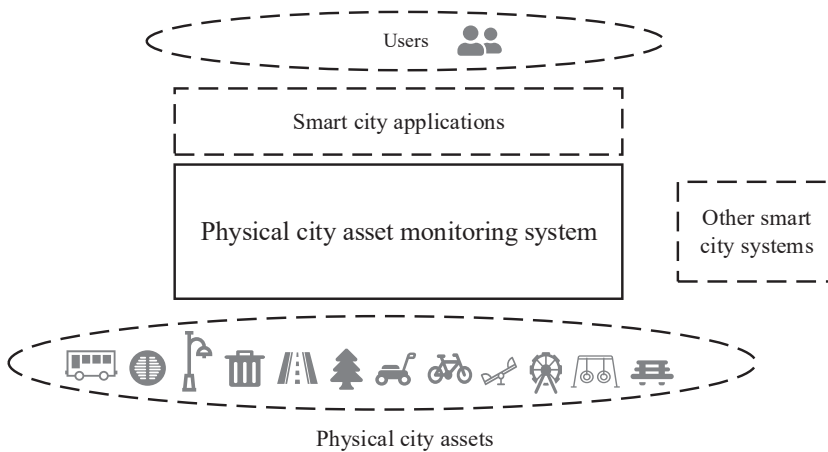 Users
Smart city applications
Physical city asset monitoring system
Other smart
city systems
Physical city assets